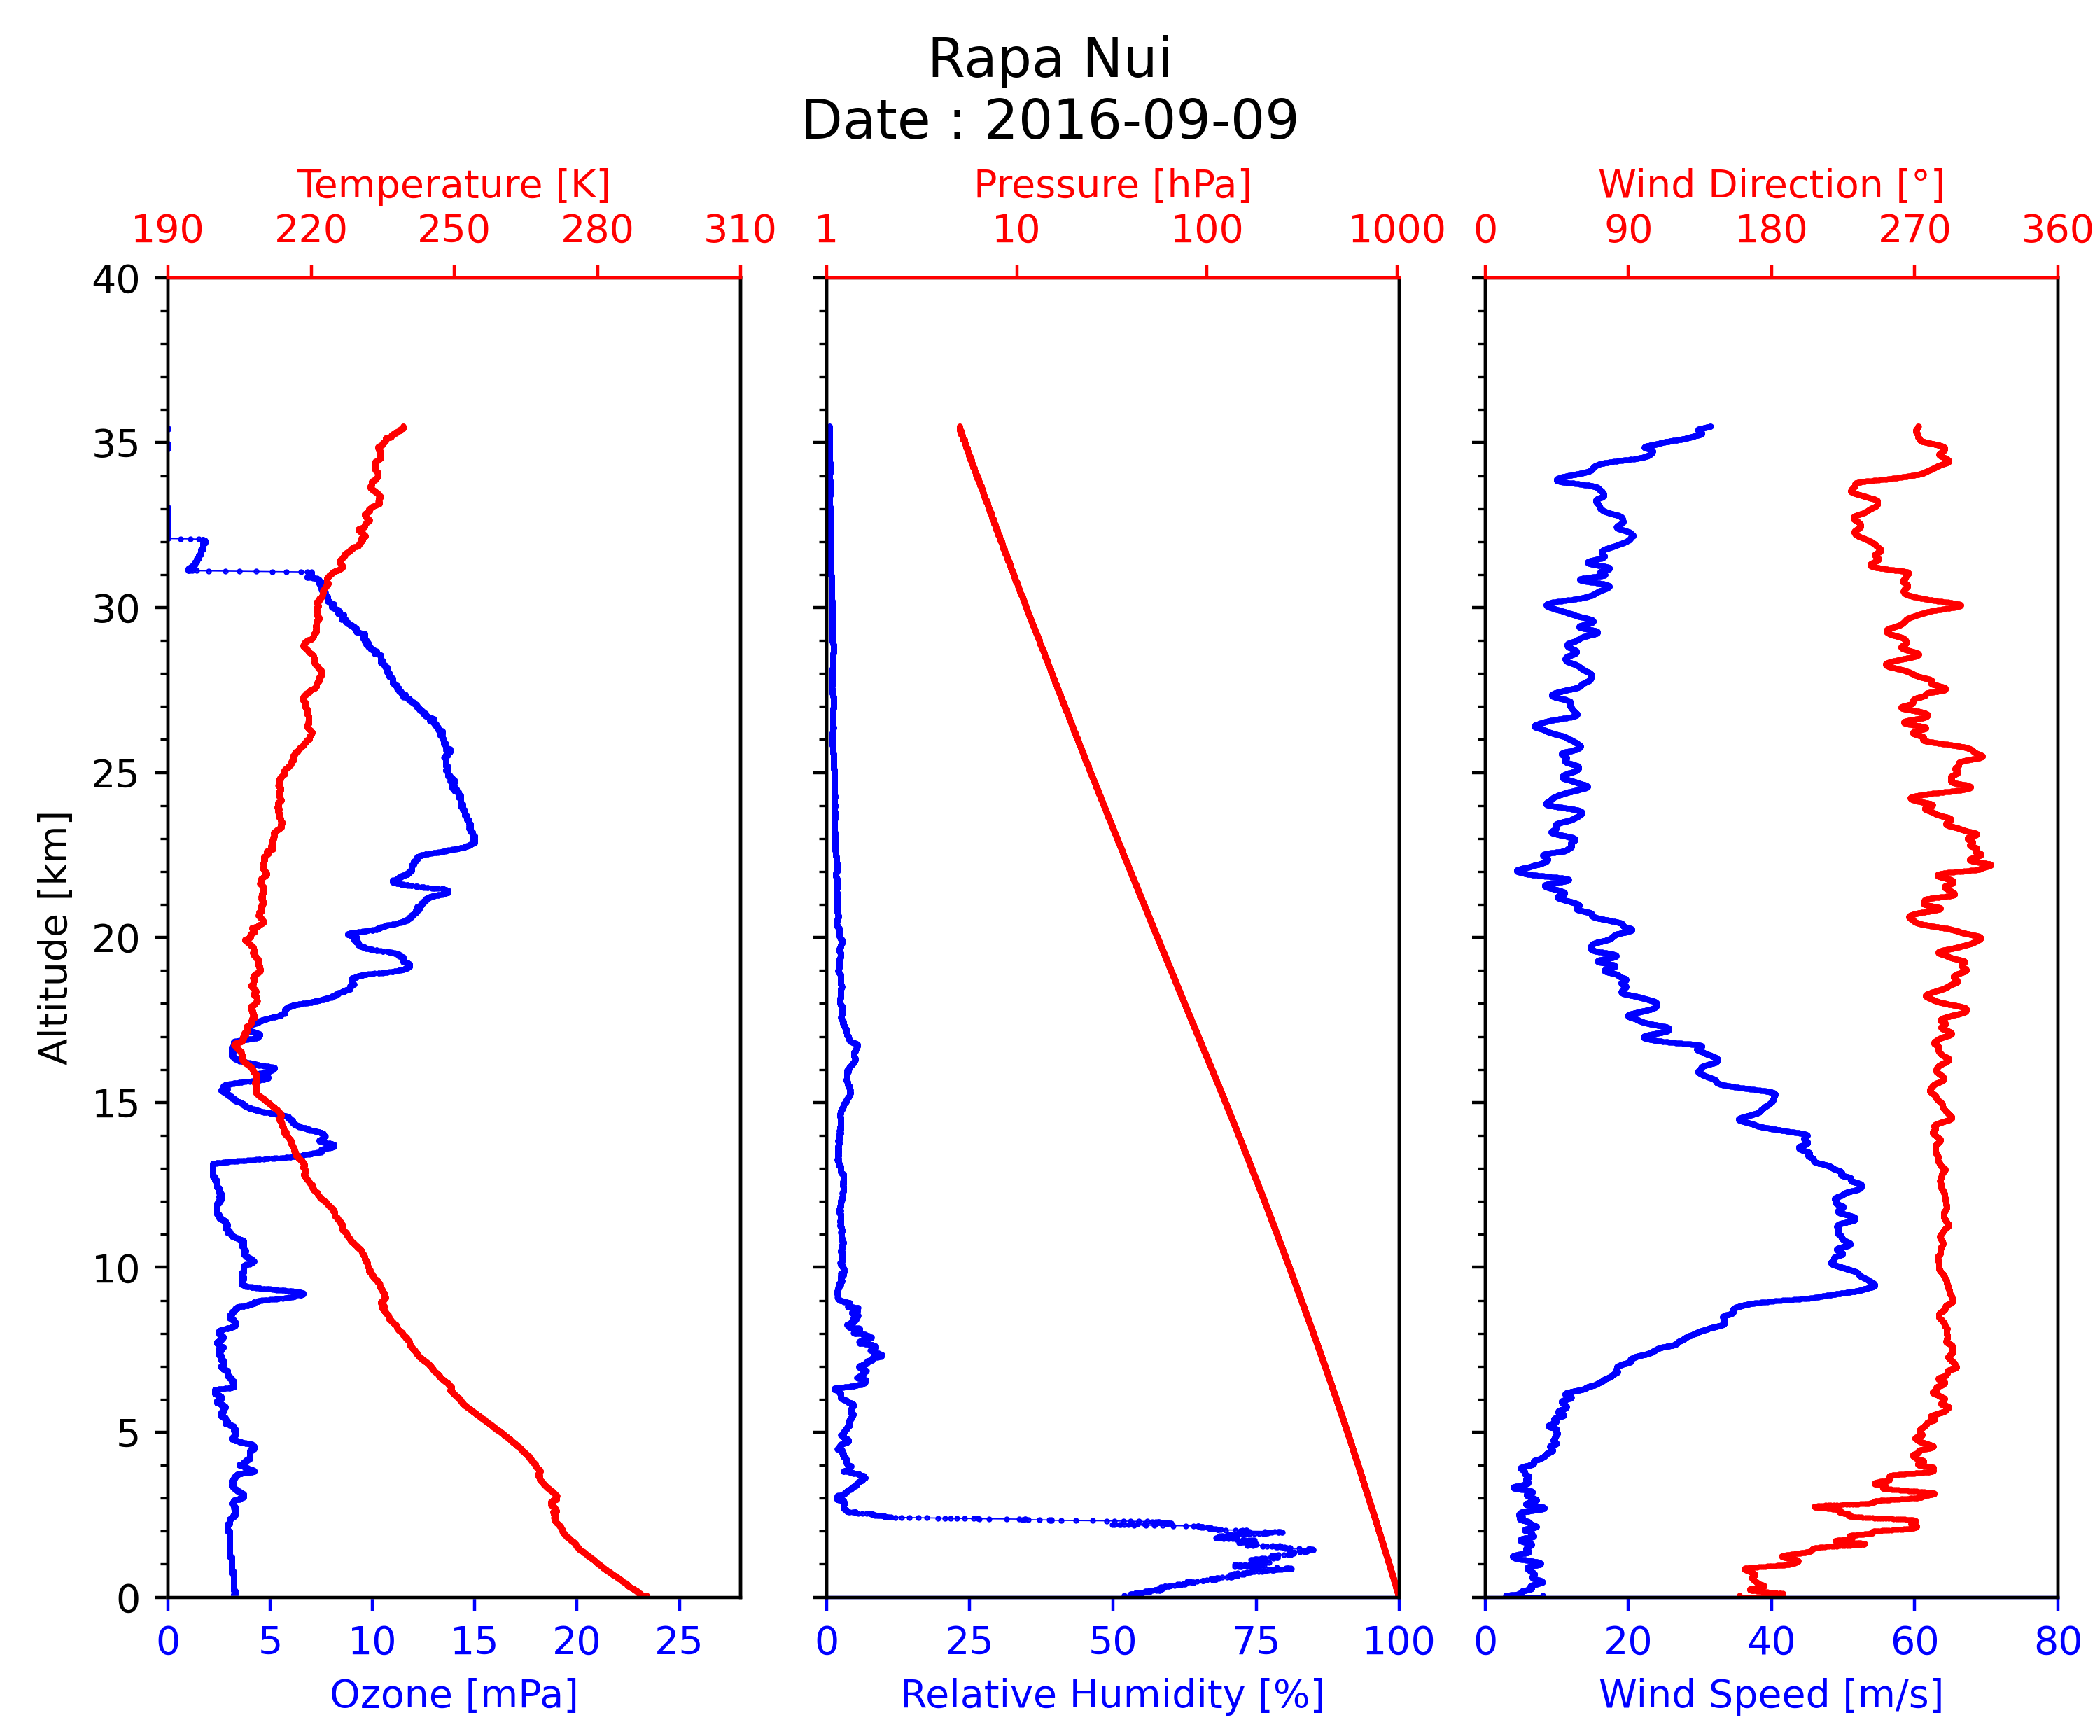 Rapa Nui
Date : 2016-09-09
Temperature [K] Pressure [hPa] Wind Direction [°]
190 220 250 280 310 1 10 100 1000 0 90 180 270 360
40
35
30
25
20
15
10
5
0
Altitude [km]
0 5 10 15 20 25 0 25 50 75 100 0 20 40 60 80
Ozone [mPa] Relative Humidity [%] Wind Speed [m/s]